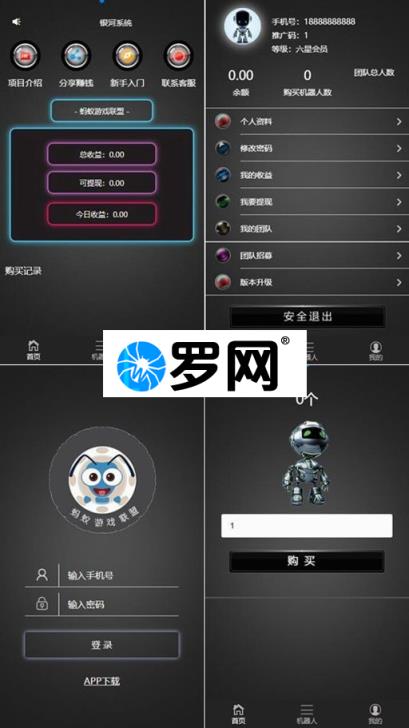 银河系统
项目介绍
分享赚钱
新手入门
联系客服
- 蚂蚁游戏联盟 -
总收益：0.00
可提现：0.00
今日收益：0.00
购买记录
首页
手机号：18888888888
推广码：1
等级：六星会员
0.00
余额
0
购买机器人数
团队总人数
个人资料
修改密码
我的收益
我要提现
我的团队
团队招募
版本升级
安全退出
我的
罗网®
蚂蚁游戏联盟
输入手机号
输入密码
登录
APP下载
0个
1
购买
首页
机器人
我的